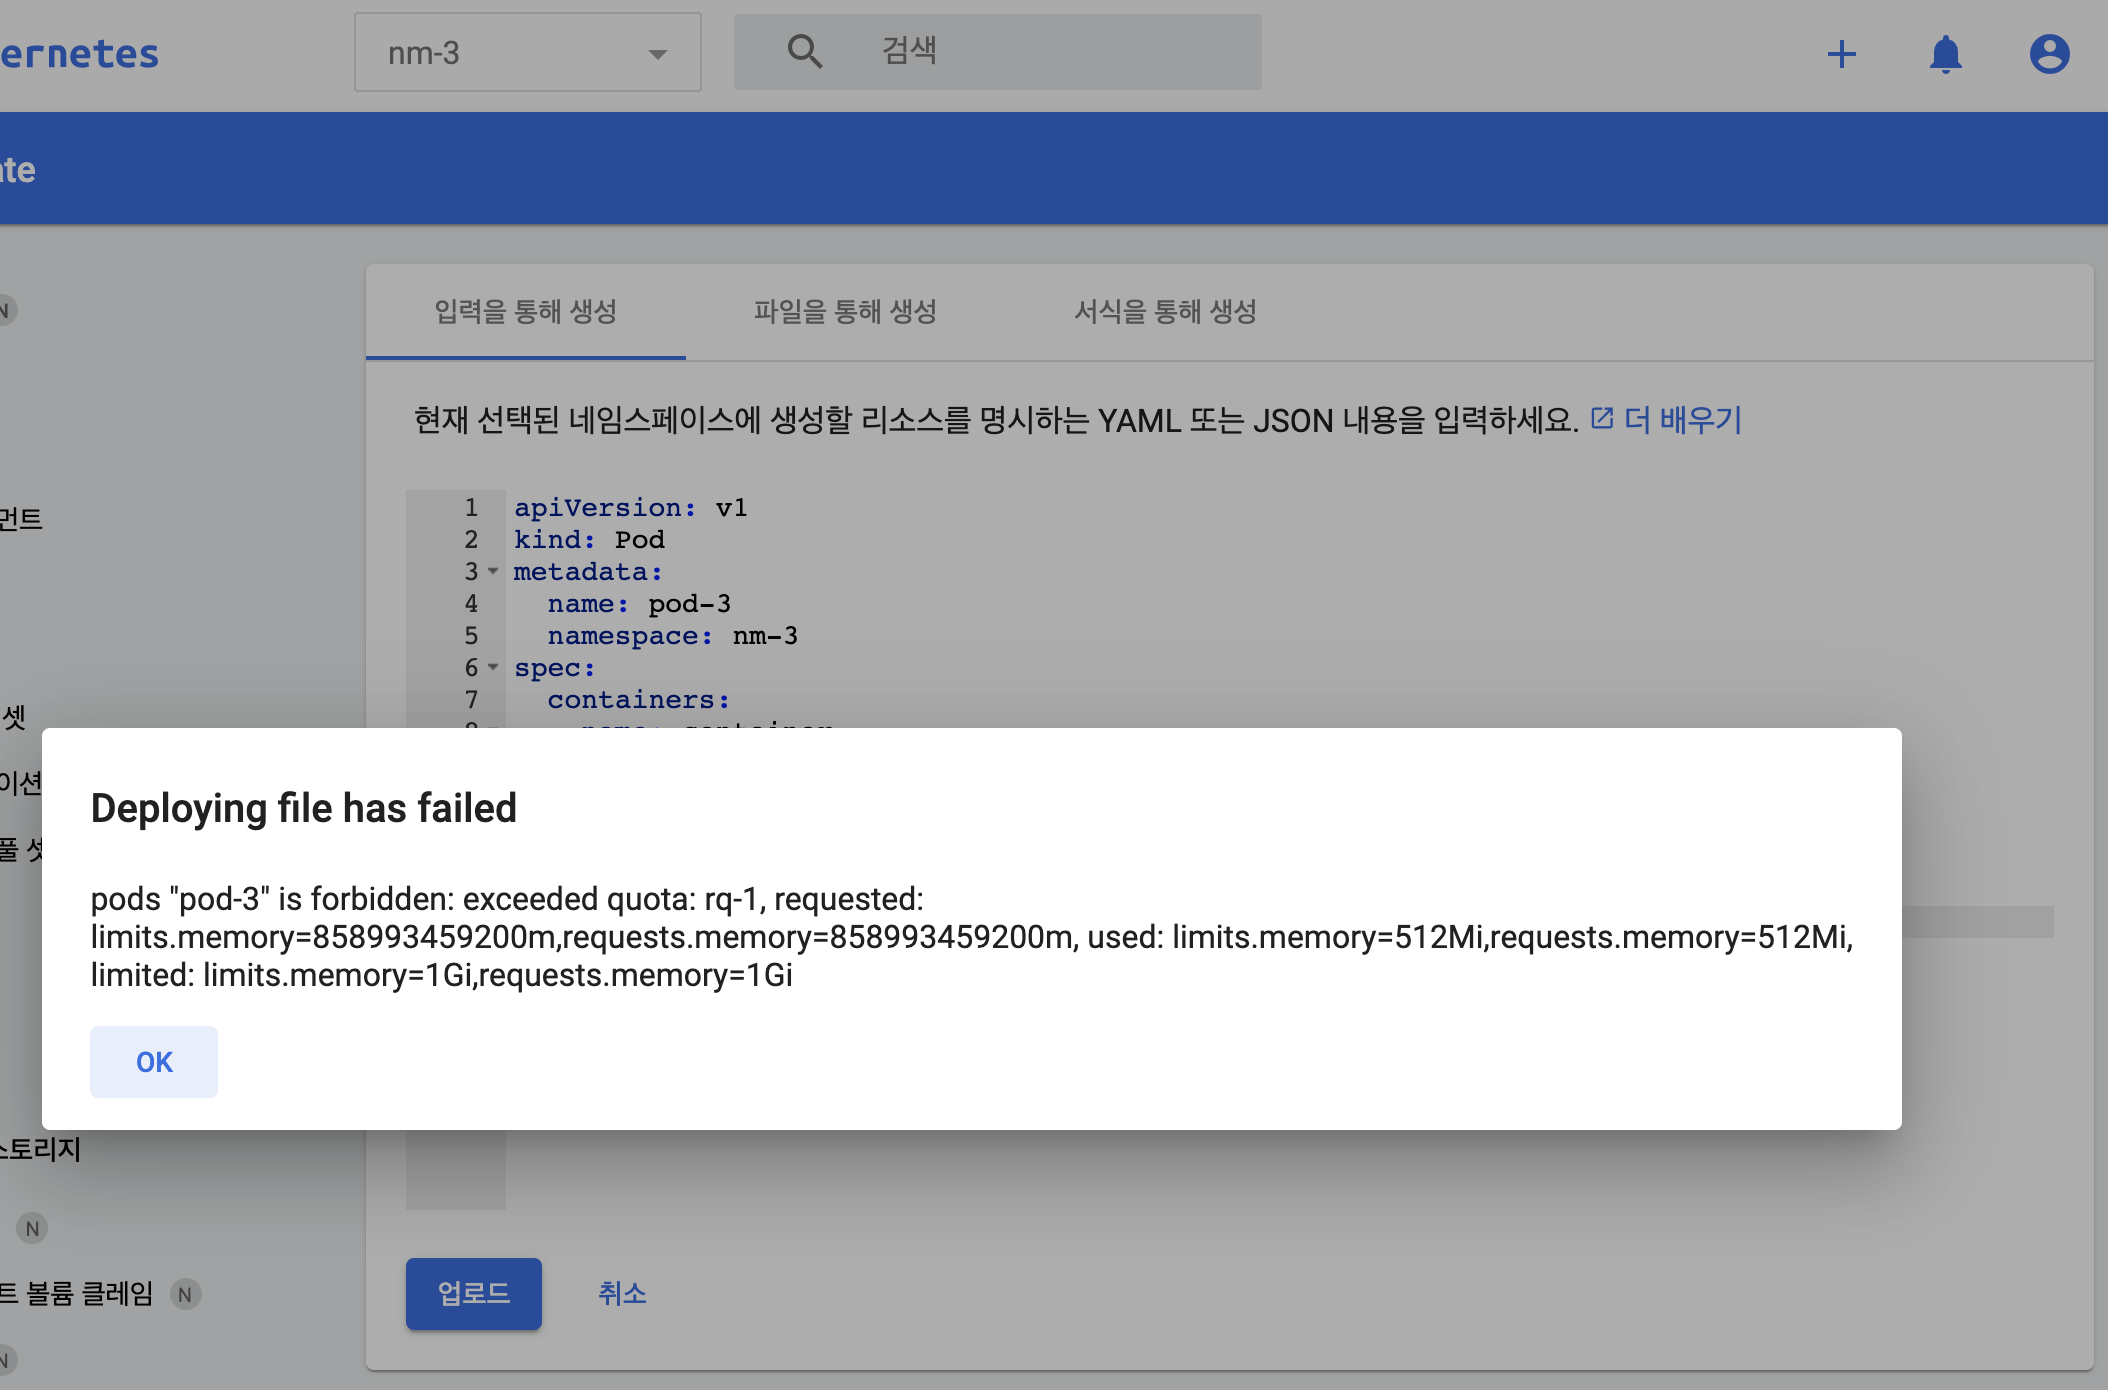 ernetes
nm-3
검색
te
N
입력을 통해 생성
파일을 통해 생성
서식을 통해 생성
현재 선택된 네임스페이스에 생성할 리소스를 명시하는 YAML 또는 JSON 내용을 입력하세요. 더 배우기
1 apiVersion: v1
2 kind: Pod
3 metadata:
4 name: pod-3
5 namespace: nm-3
6 spec:
7 containers:
먼트
셋
이션
풀
Deploying file has failed
pods "pod-3" is forbidden: exceeded quota: rq-1, requested:
limits.memory=858993459200m,requests.memory=858993459200m, used: limits.memory=512Mi,requests.memory=512Mi,
limited: limits.memory=1Gi,requests.memory=1Gi
OK
스토리지
N
트 볼륨 클레임 N
N
업로드
취소